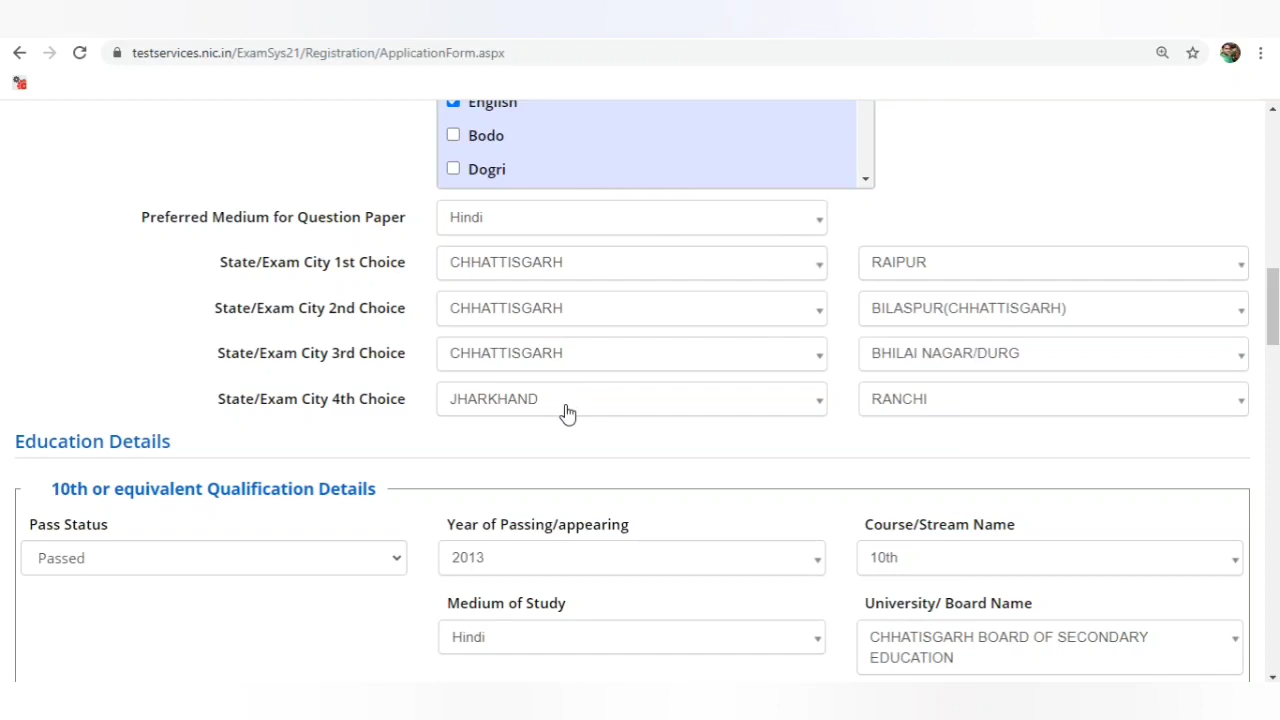 testservices.nic.in/ExamSys21/Registration/ApplicationForm.aspx
English
Bodo
Dogri
Preferred Medium for Question Paper Hindi
State/Exam City 1st Choice CHHATTISGARH RAIPUR
State/Exam City 2nd Choice CHHATTISGARH BILASPUR(CHHATTISGARH)
State/Exam City 3rd Choice CHHATTISGARH BHILAI NAGAR/DURG
State/Exam City 4th Choice JHARKHAND RANCHI
Education Details
10th or equivalent Qualification Details
Pass Status Year of Passing/appearing Course/Stream Name
Passed 2013 10th
Medium of Study University/ Board Name
Hindi CHHATISGARH BOARD OF SECONDARY
EDUCATION